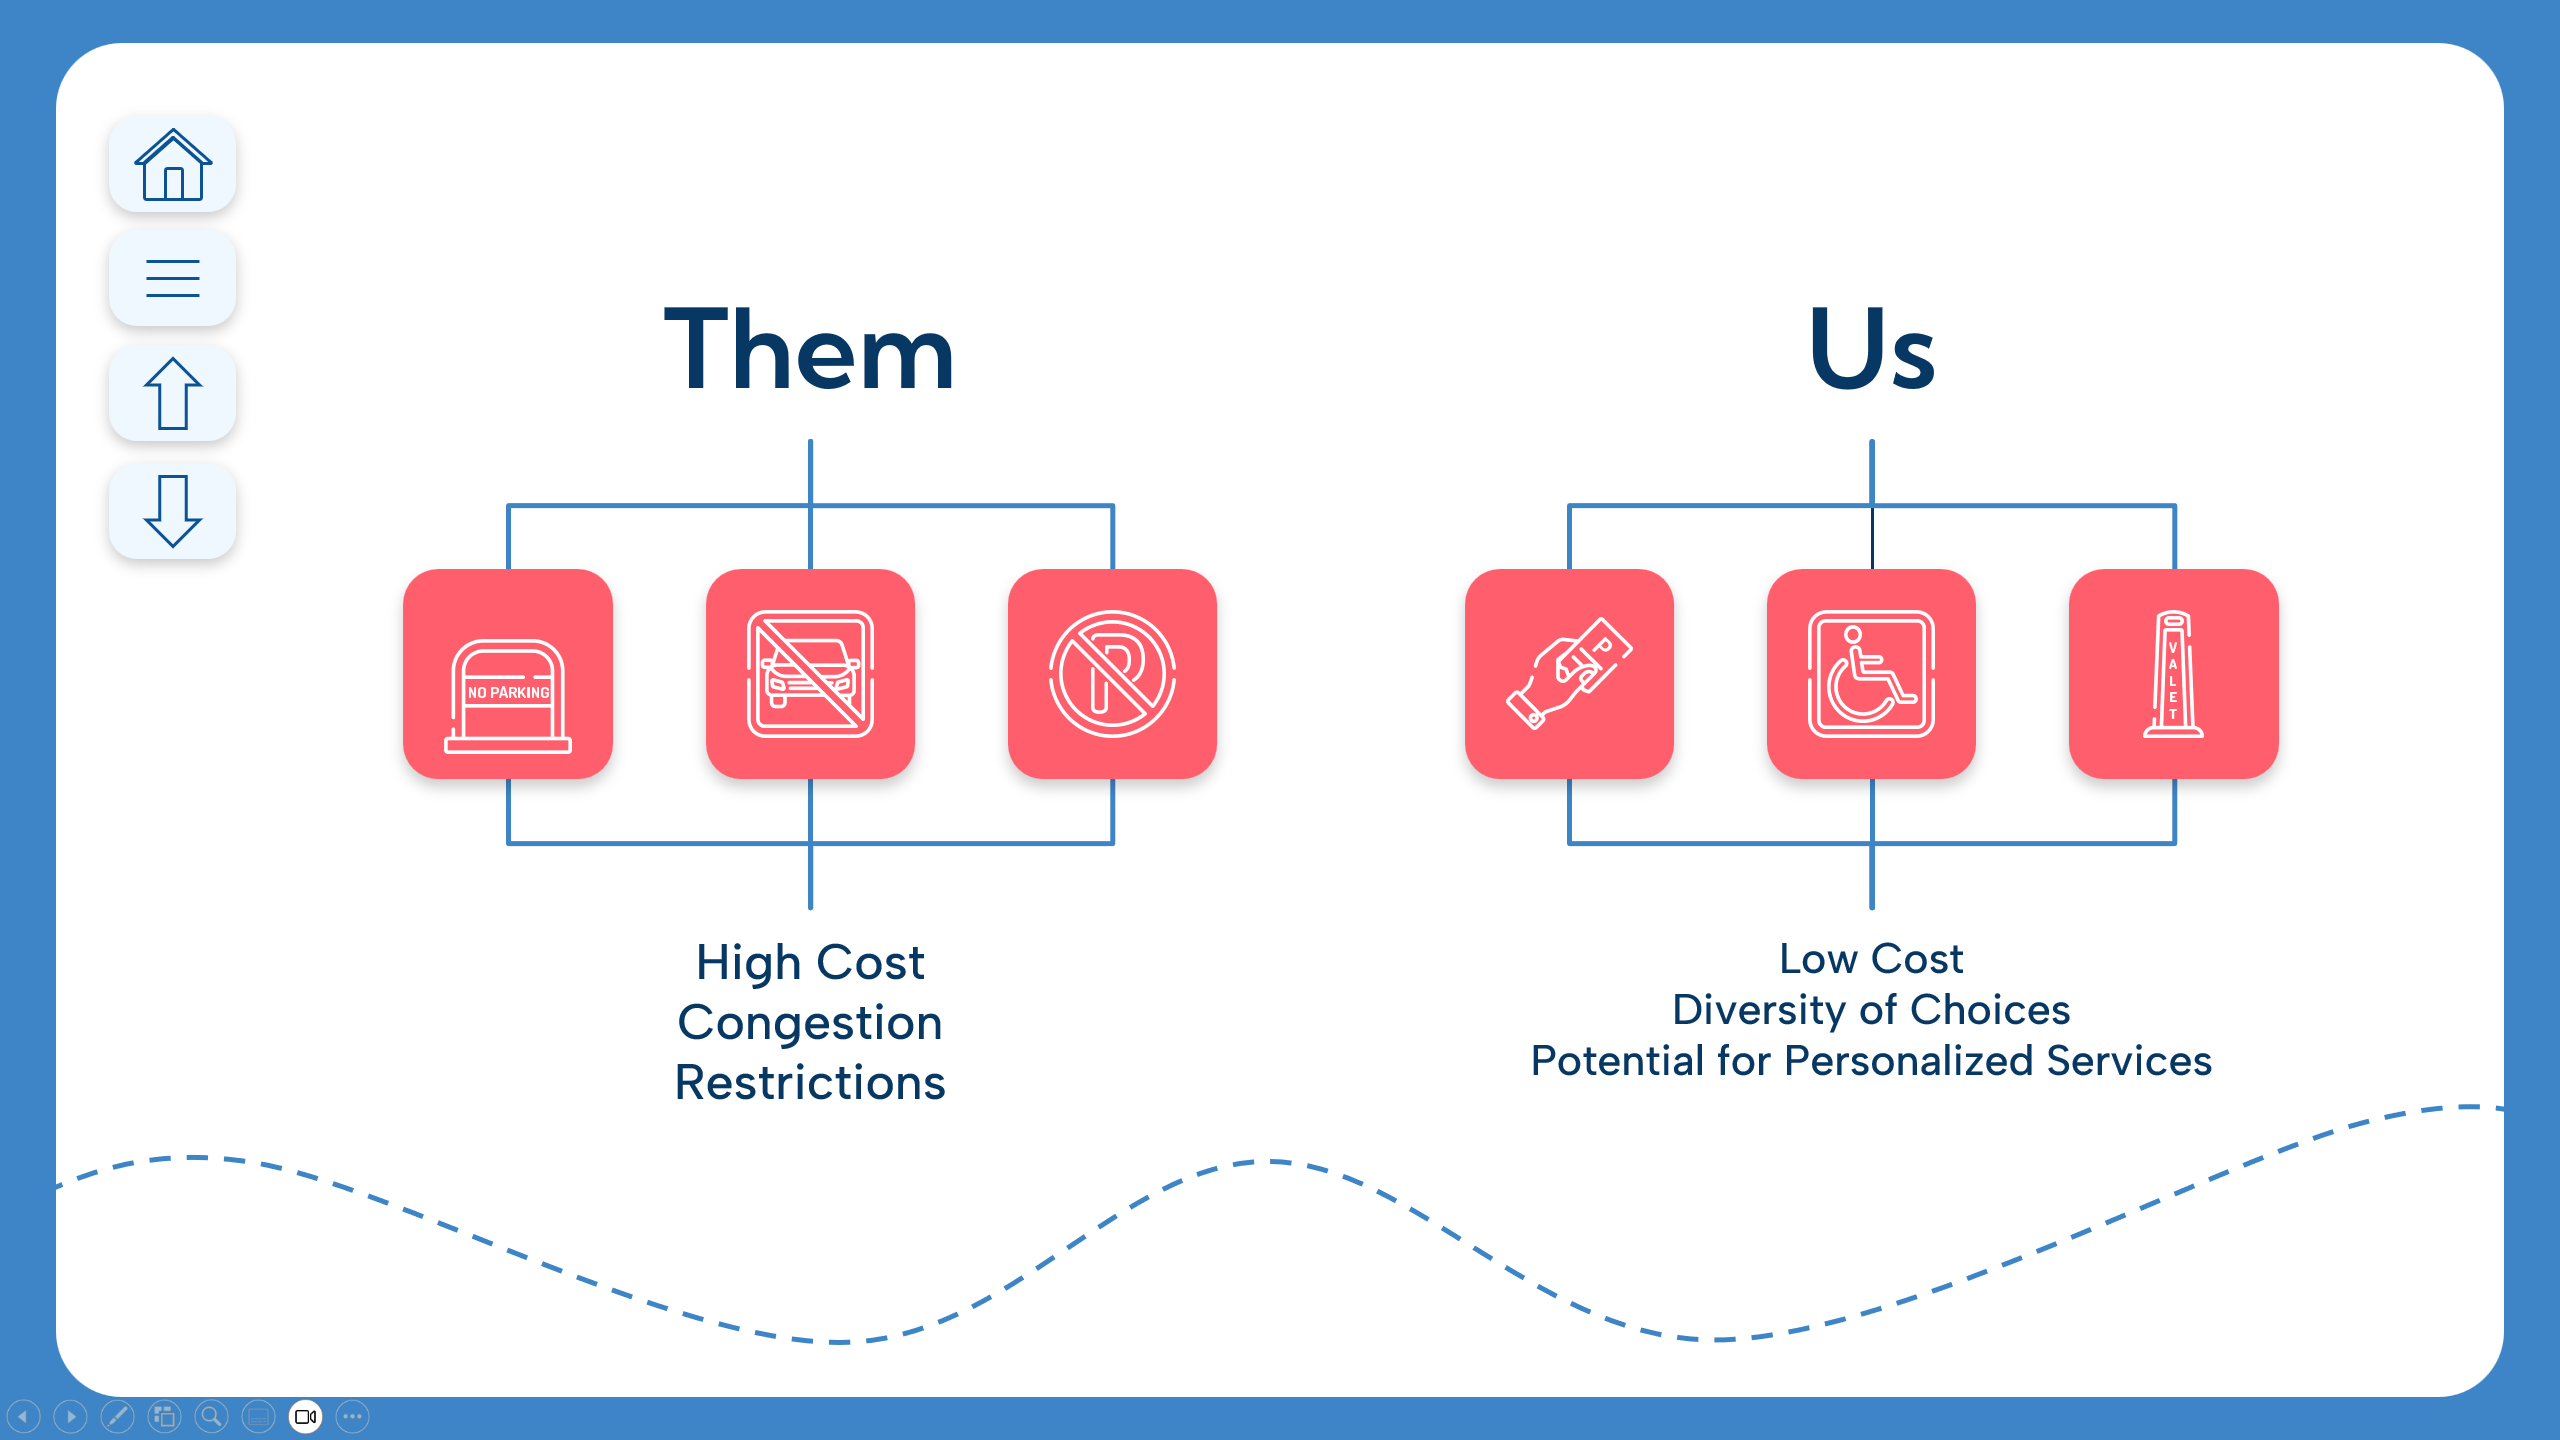 Them
Us
NO PARKING
P
P
VALET
High Cost
Congestion
Restrictions
Low Cost
Diversity of Choices
Potential for Personalized Services